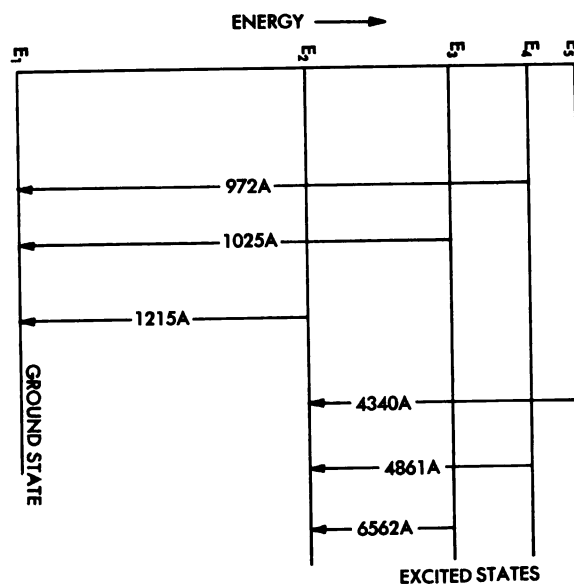 ENERGY
E1 E2 E3 E4 E5
972A
1025A
1215A
4340A
4861A
6562A
GROUND STATE
EXCITED STATES